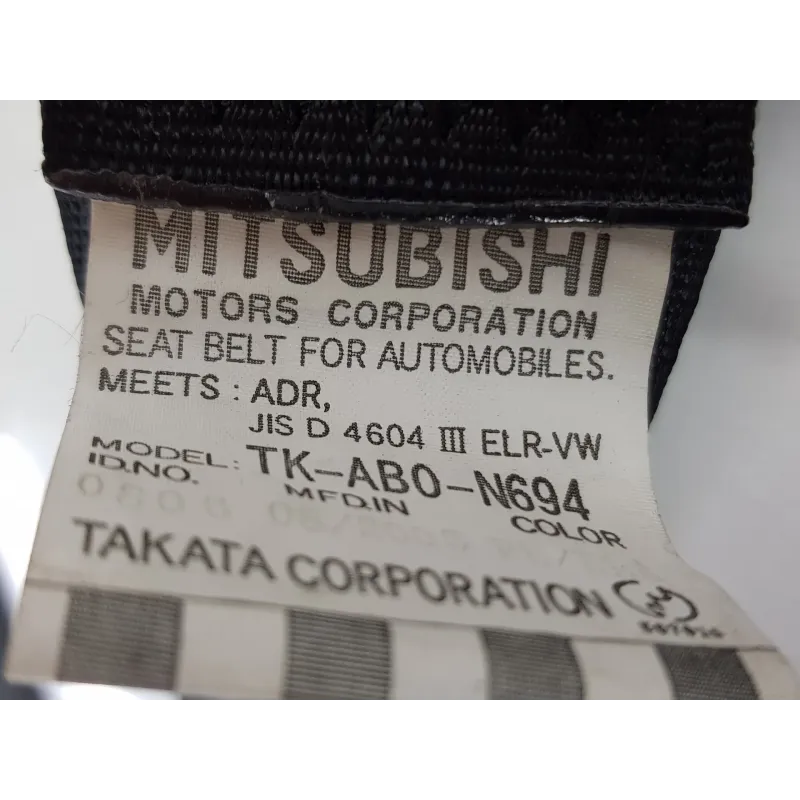 MITSUBISHI
MOTORS CORPORATION
SEAT BELT FOR AUTOMOBILES.
MEETS : ADR,
JIS D 4604 III ELR-VW
MODEL: TK-AB0-N694
ID.NO. MFD.IN COLOR
TAKATA CORPORATION